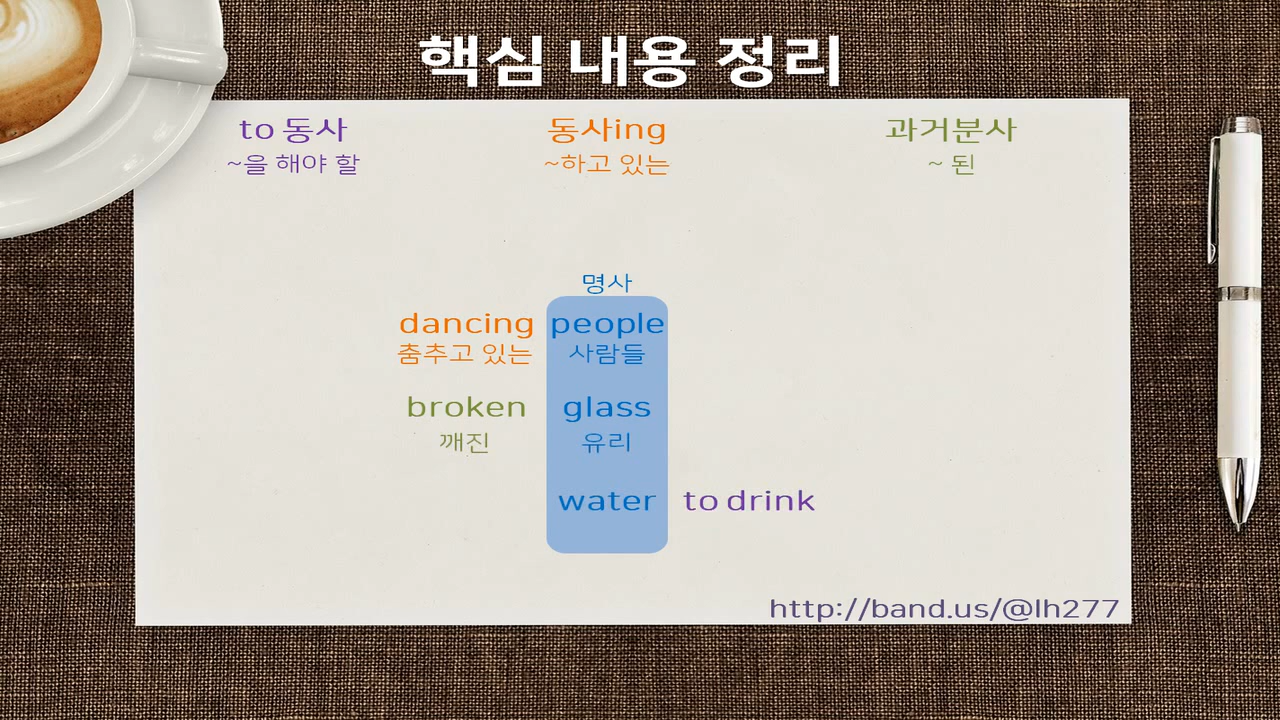 핵심 내용 정리
to 동사 동사ing 과거분사
~을 해야 할 ~하고 있는 ~ 된
명사
dancing people
춤추고 있는 사람들
broken glass
깨진 유리
water to drink
http://band.us/@lh277